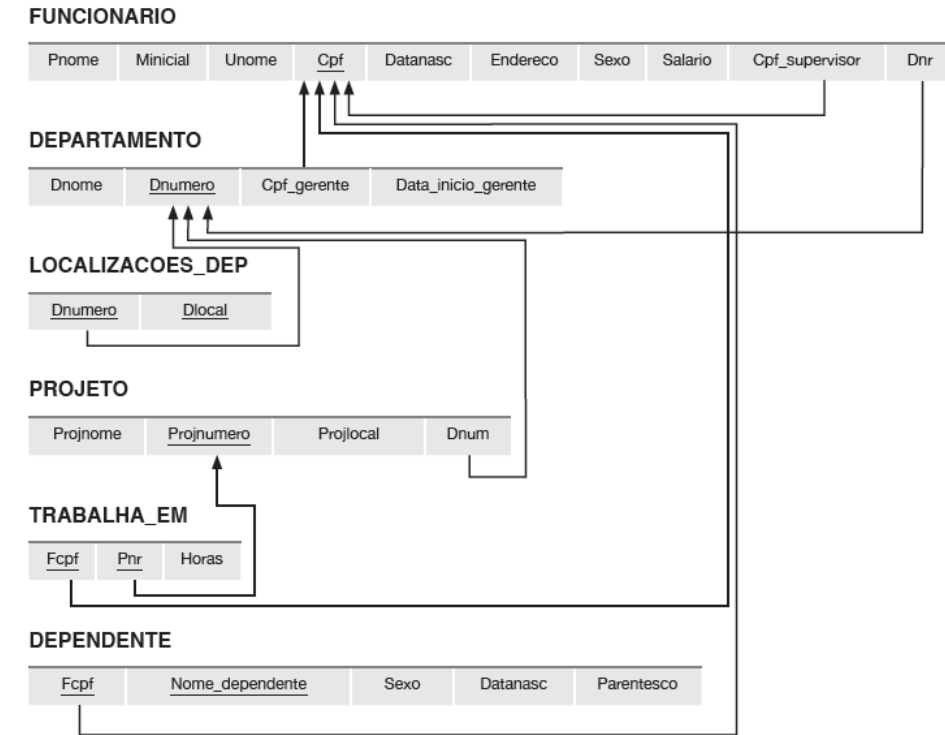 FUNCIONARIO
Pnome Minicial Unome Cpf Datanasc Endereco Sexo Salario Cpf_supervisor Dnr
DEPARTAMENTO
Dnome Dnumero Cpf_gerente Data_inicio_gerente
LOCALIZACOES_DEP
Dnumero Dlocal
PROJETO
Projnome Projnumero Projlocal Dnum
TRABALHA_EM
Fcpf Pnr Horas
DEPENDENTE
Fcpf Nome_dependente Sexo Datanasc Parentesco